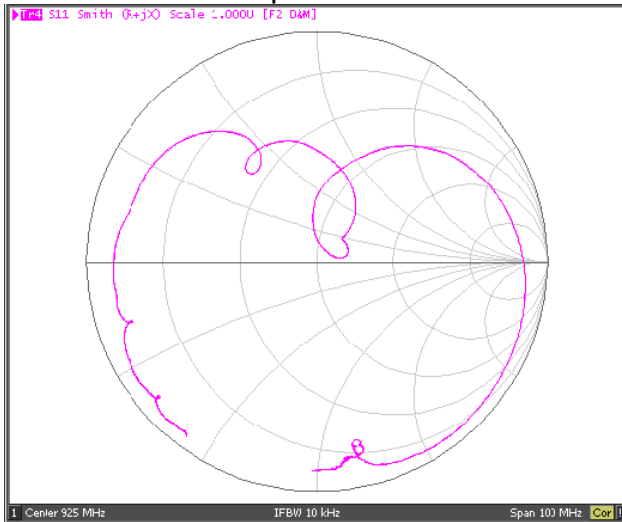 Tr4 S11 Smith (R+jX) Scale 1.000U [F2 D&M]
1 Center 925 MHz IFBW 10 kHz Span 100 MHz Cor !